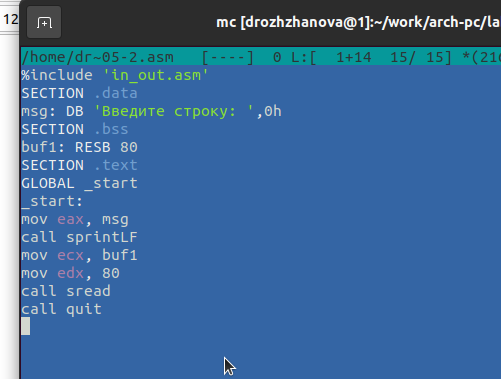 12
mc [drozhzhanova@1]:~/work/arch-pc/la
/home/dr~05-2.asm   [----]  0 L:[  1+14  15/ 15] *(216
%include 'in_out.asm'
SECTION .data
msg: DB 'Введите строку: ',0h
SECTION .bss
buf1: RESB 80
SECTION .text
GLOBAL _start
_start:
mov eax, msg
call sprintLF
mov ecx, buf1
mov edx, 80
call sread
call quit